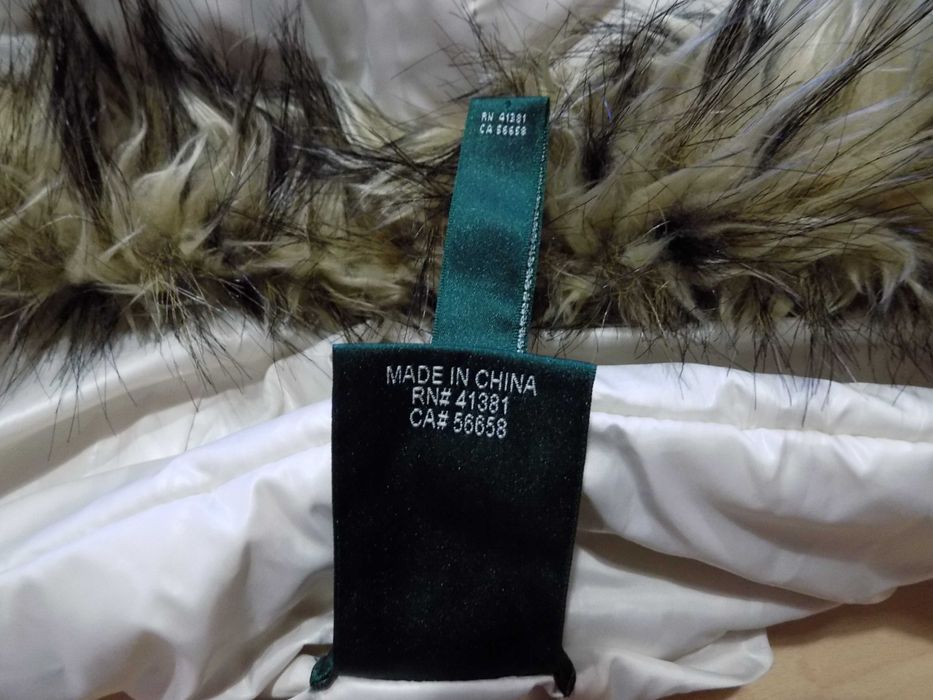 RN 41381
CA 56658
MADE IN CHINA
RN# 41381
CA# 56658